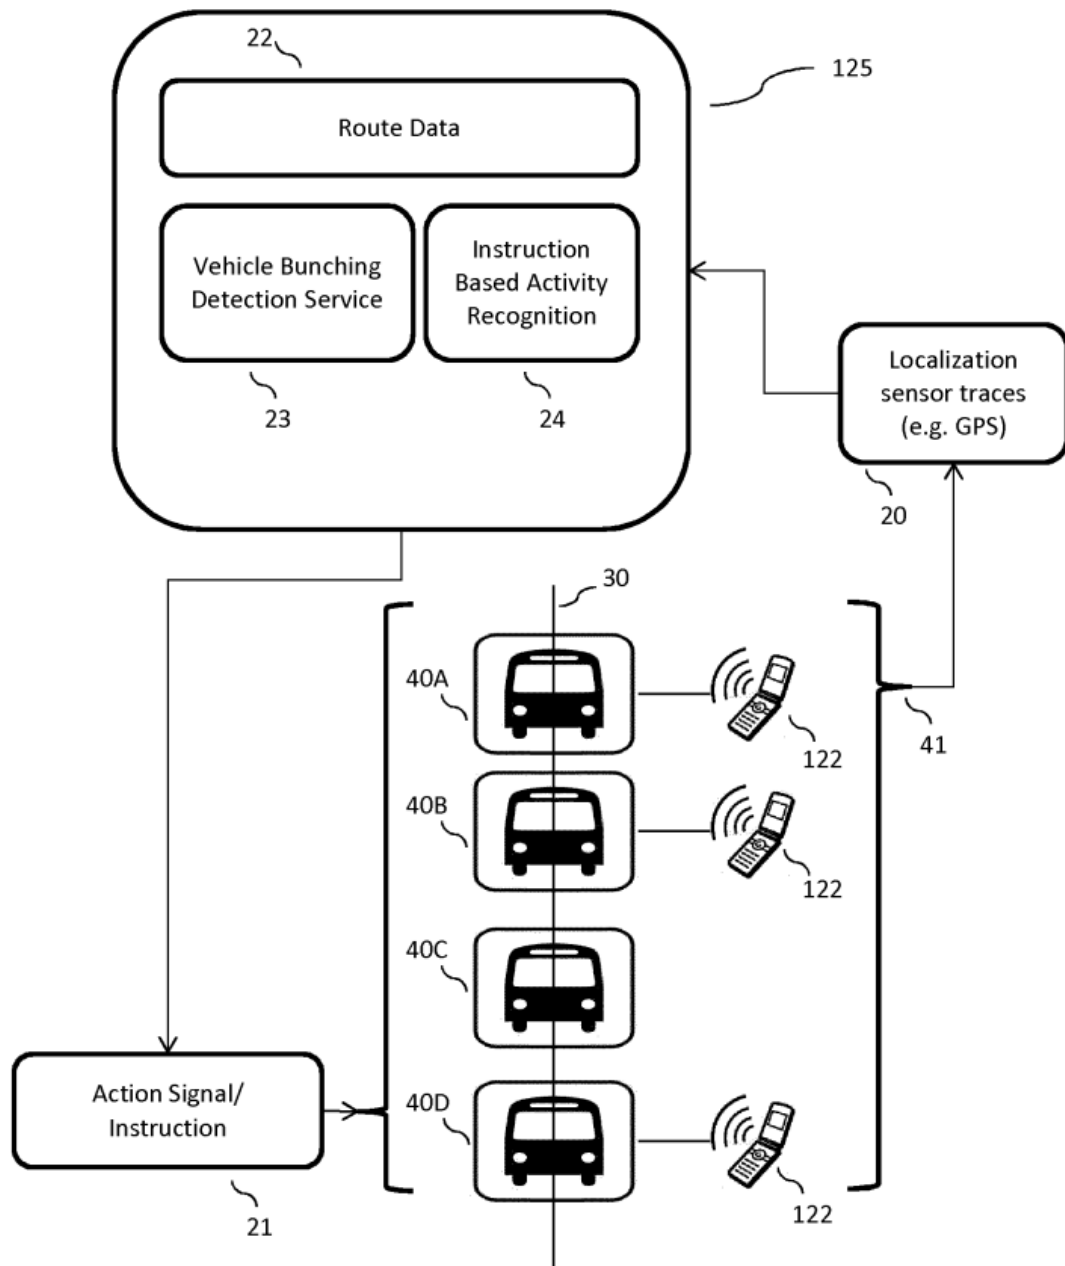 22
125
Route Data
Vehicle Bunching
Detection Service
Instruction
Based Activity
Recognition
23
24
Localization
sensor traces
(e.g. GPS)
20
30
40A
122
41
40B
122
40C
40D
122
Action Signal/
Instruction
21